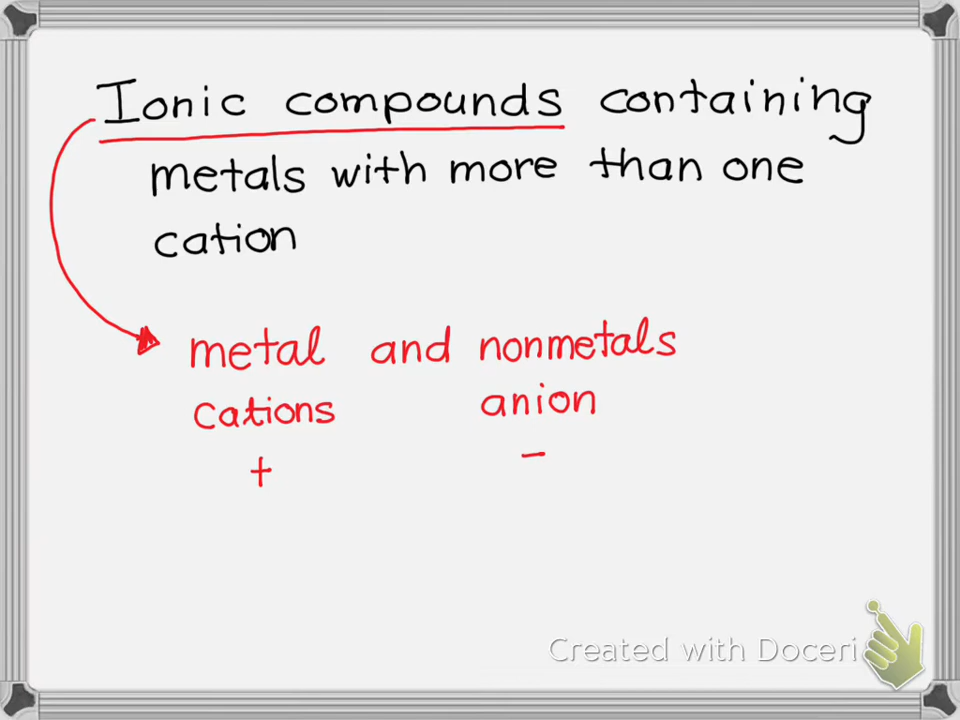 Ionic compounds containing
metals with more than one
cation
metal and nonmetals
cations anion
+ -
Created with Doceri